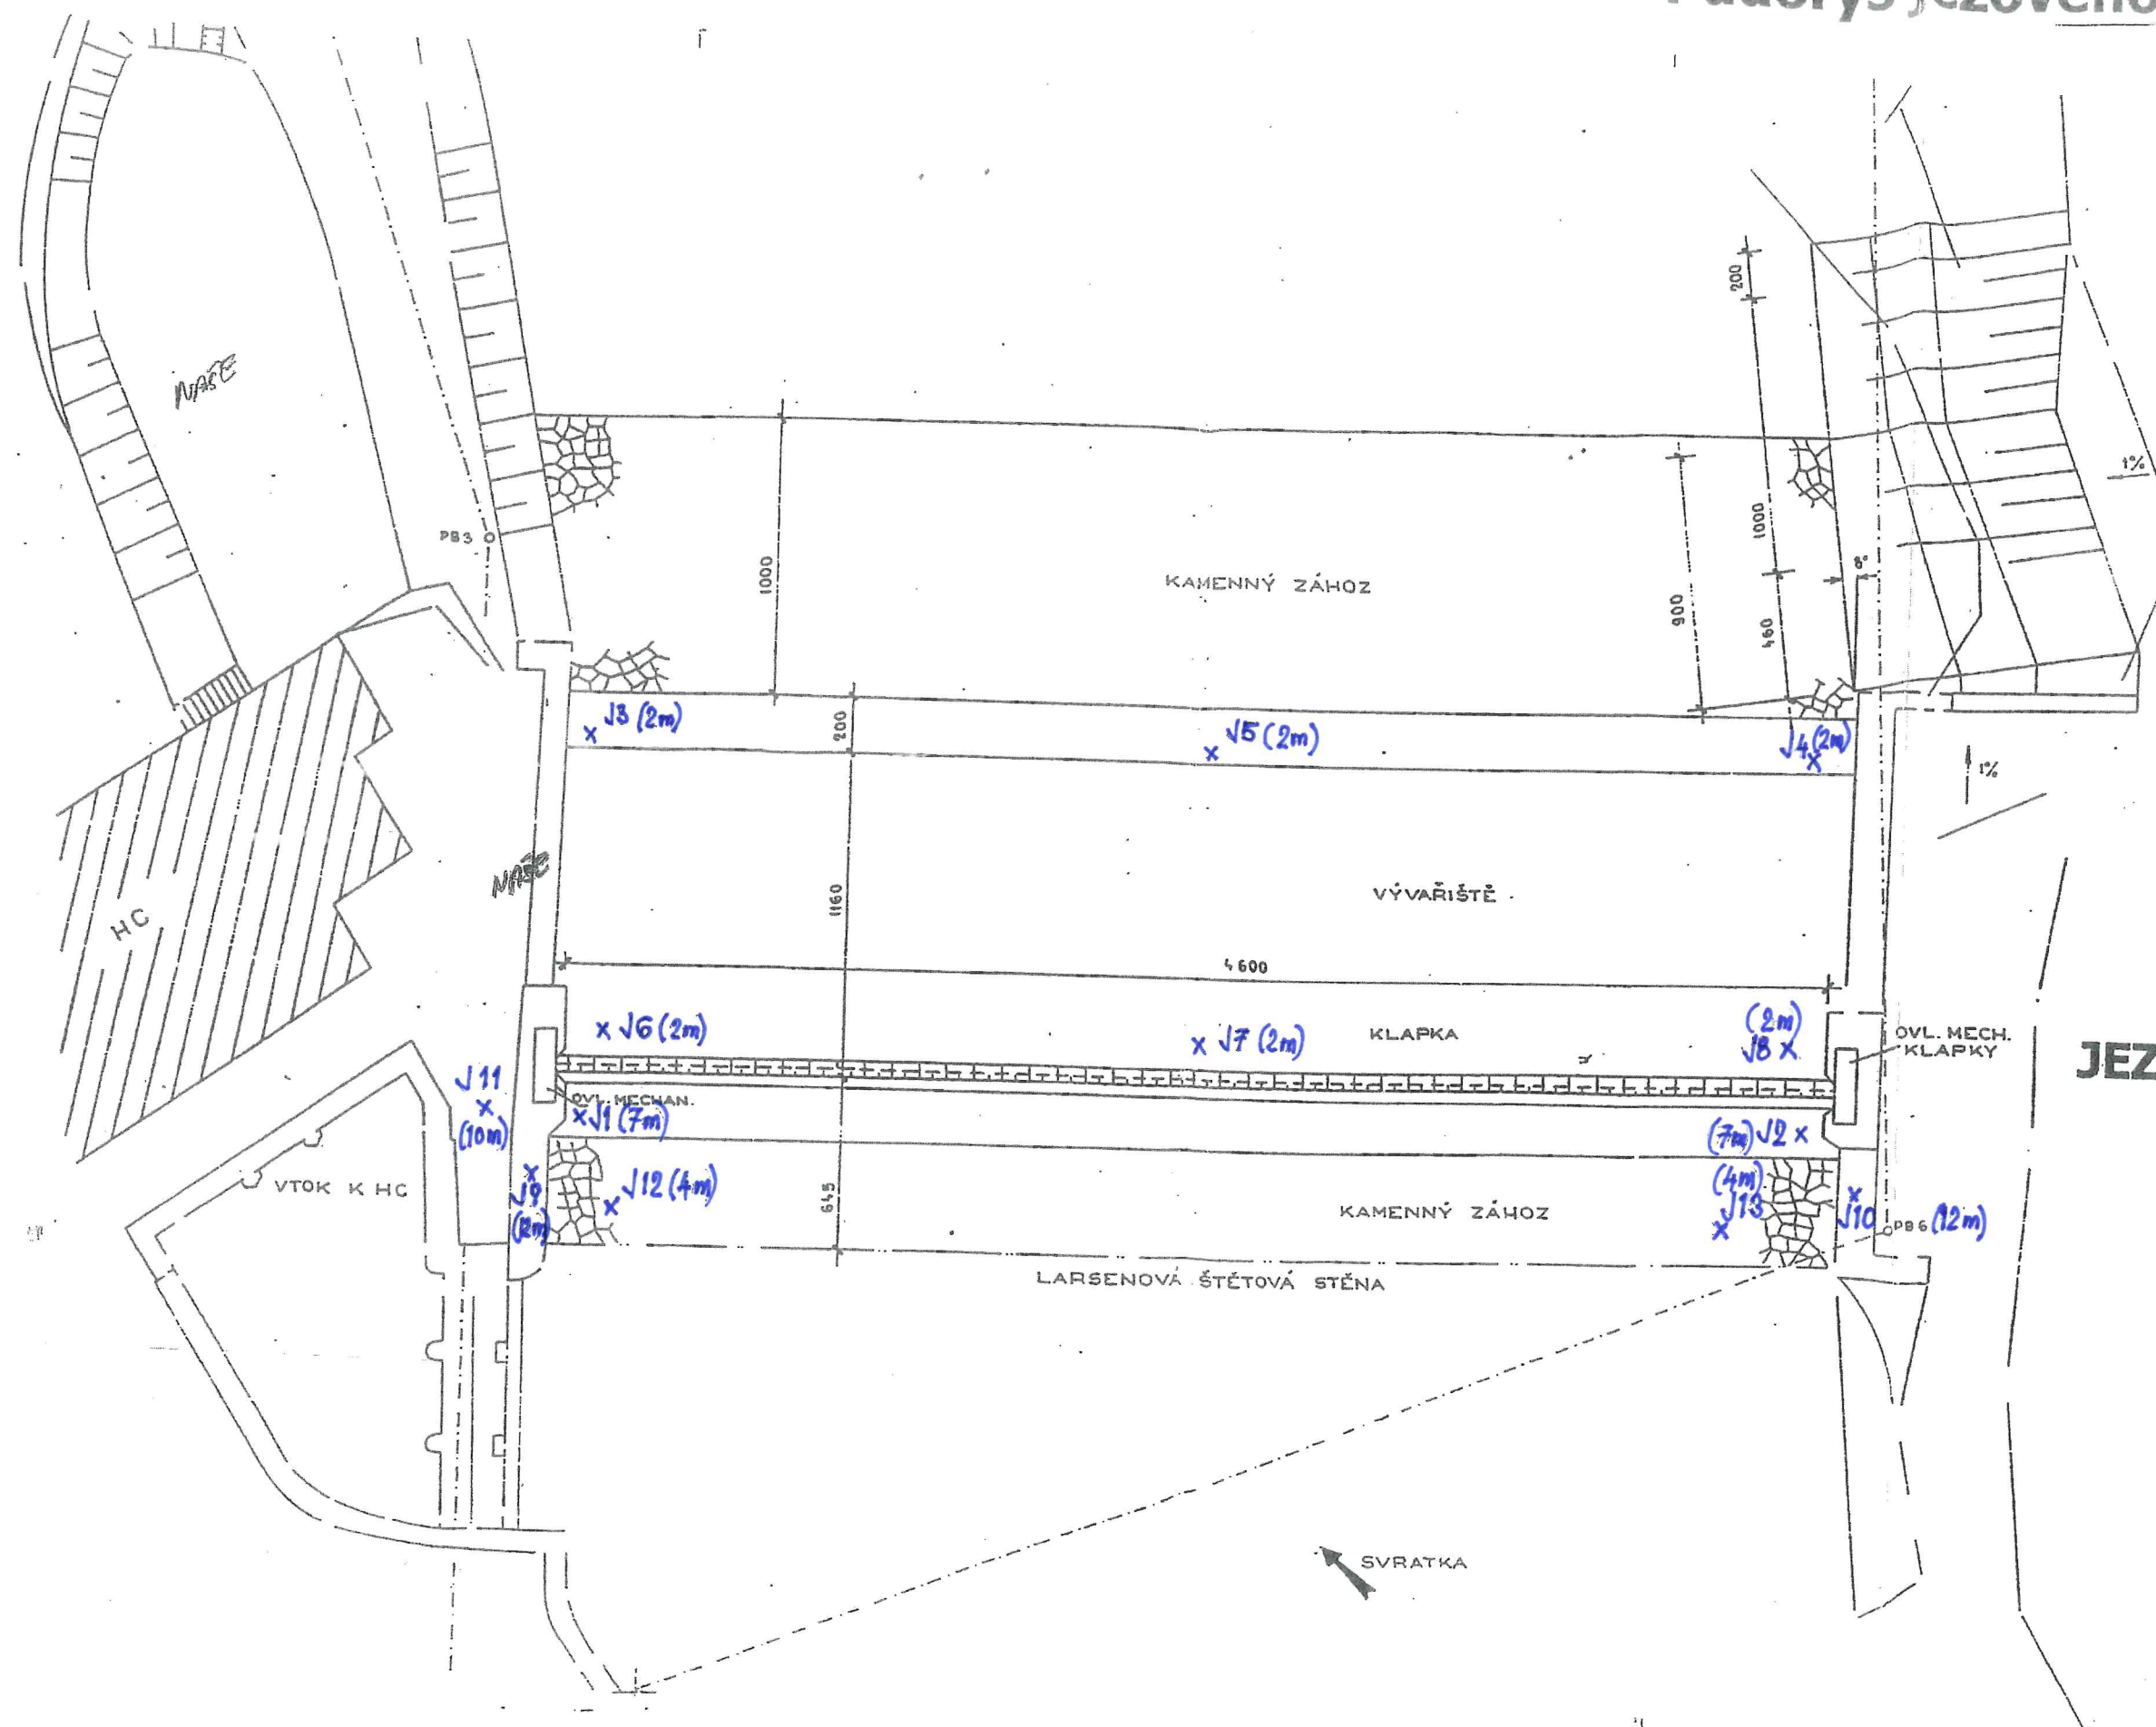 NAŠE
200
PB3
1%
1000
1000
8°
KAMENNÝ ZÁHOZ
900
460
J3 (2m)
200
J5 (2m)
J4 (2m)
1%
NAŠE
HC
1160
VÝVAŘIŠTĚ
4600
J6 (2m)
J7 (2m)
KLAPKA
(2m)
J8
OVL. MECH.
KLAPKY
JEZ
J11
(10m)
OVL. MECHAN.
J1 (7m)
(7m) J2
VTOK K HC
J9
(12m)
J12 (4m)
645
KAMENNÝ ZÁHOZ
(4m)
J13
J10
PB6 (12m)
LARSENOVÁ ŠTĚTOVÁ STĚNA
SVRATKA